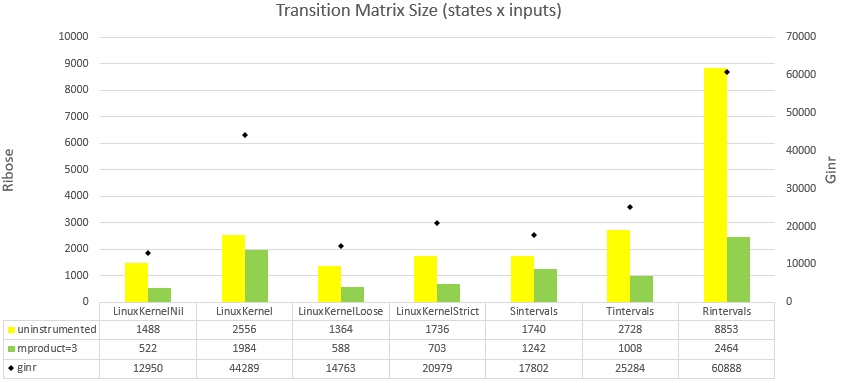 Transition Matrix Size (states x inputs)
10000 70000
9000 60000
8000 50000
7000 40000
6000 30000
5000 20000
4000 10000
3000 0
2000
1000
0
Ribose
Ginr
LinuxKernelNil LinuxKernel LinuxKernelLoose LinuxKernelStrict Sintervals Tintervals Rintervals
uninstrumented 1488 2556 1364 1736 1740 2728 8853
mproduct=3 522 1984 588 703 1242 1008 2464
ginr 12950 44289 14763 20979 17802 25284 60888